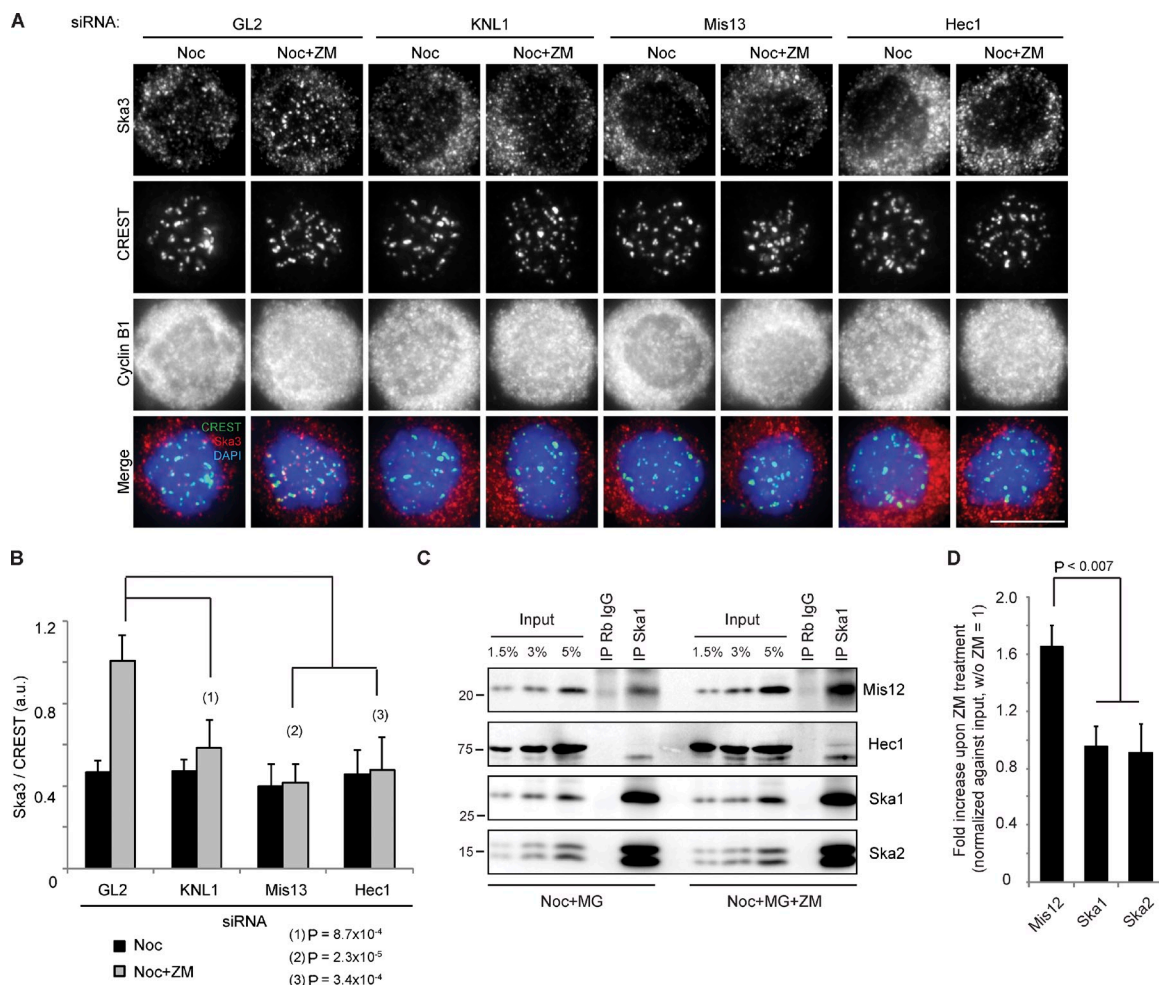 A
siRNA:
GL2 KNL1 Mis13 Hec1
Noc Noc+ZM Noc Noc+ZM Noc Noc+ZM Noc Noc+ZM
Ska3
CREST
Cyclin B1
Merge
CREST
Ska3
DAPI
B
Ska3 / CREST (a.u.)
1.2
0.8
0.4
0
(1)
(2)
(3)
GL2 KNL1 Mis13 Hec1
siRNA
Noc
Noc+ZM
(1) P = 8.7x10⁻⁴
(2) P = 2.3x10⁻⁵
(3) P = 3.4x10⁻⁴
C
Input IP Rb IgG IP Ska1 Input IP Rb IgG IP Ska1
1.5% 3% 5% 1.5% 3% 5%
20 Mis12
75 Hec1
Ska1
25
15 Ska2
Noc+MG Noc+MG+ZM
D
P < 0.007
Fold increase upon ZM treatment
(normalized against input, w/o ZM = 1)
2.0
1.6
1.2
0.8
0.6
0
Mis12 Ska1 Ska2